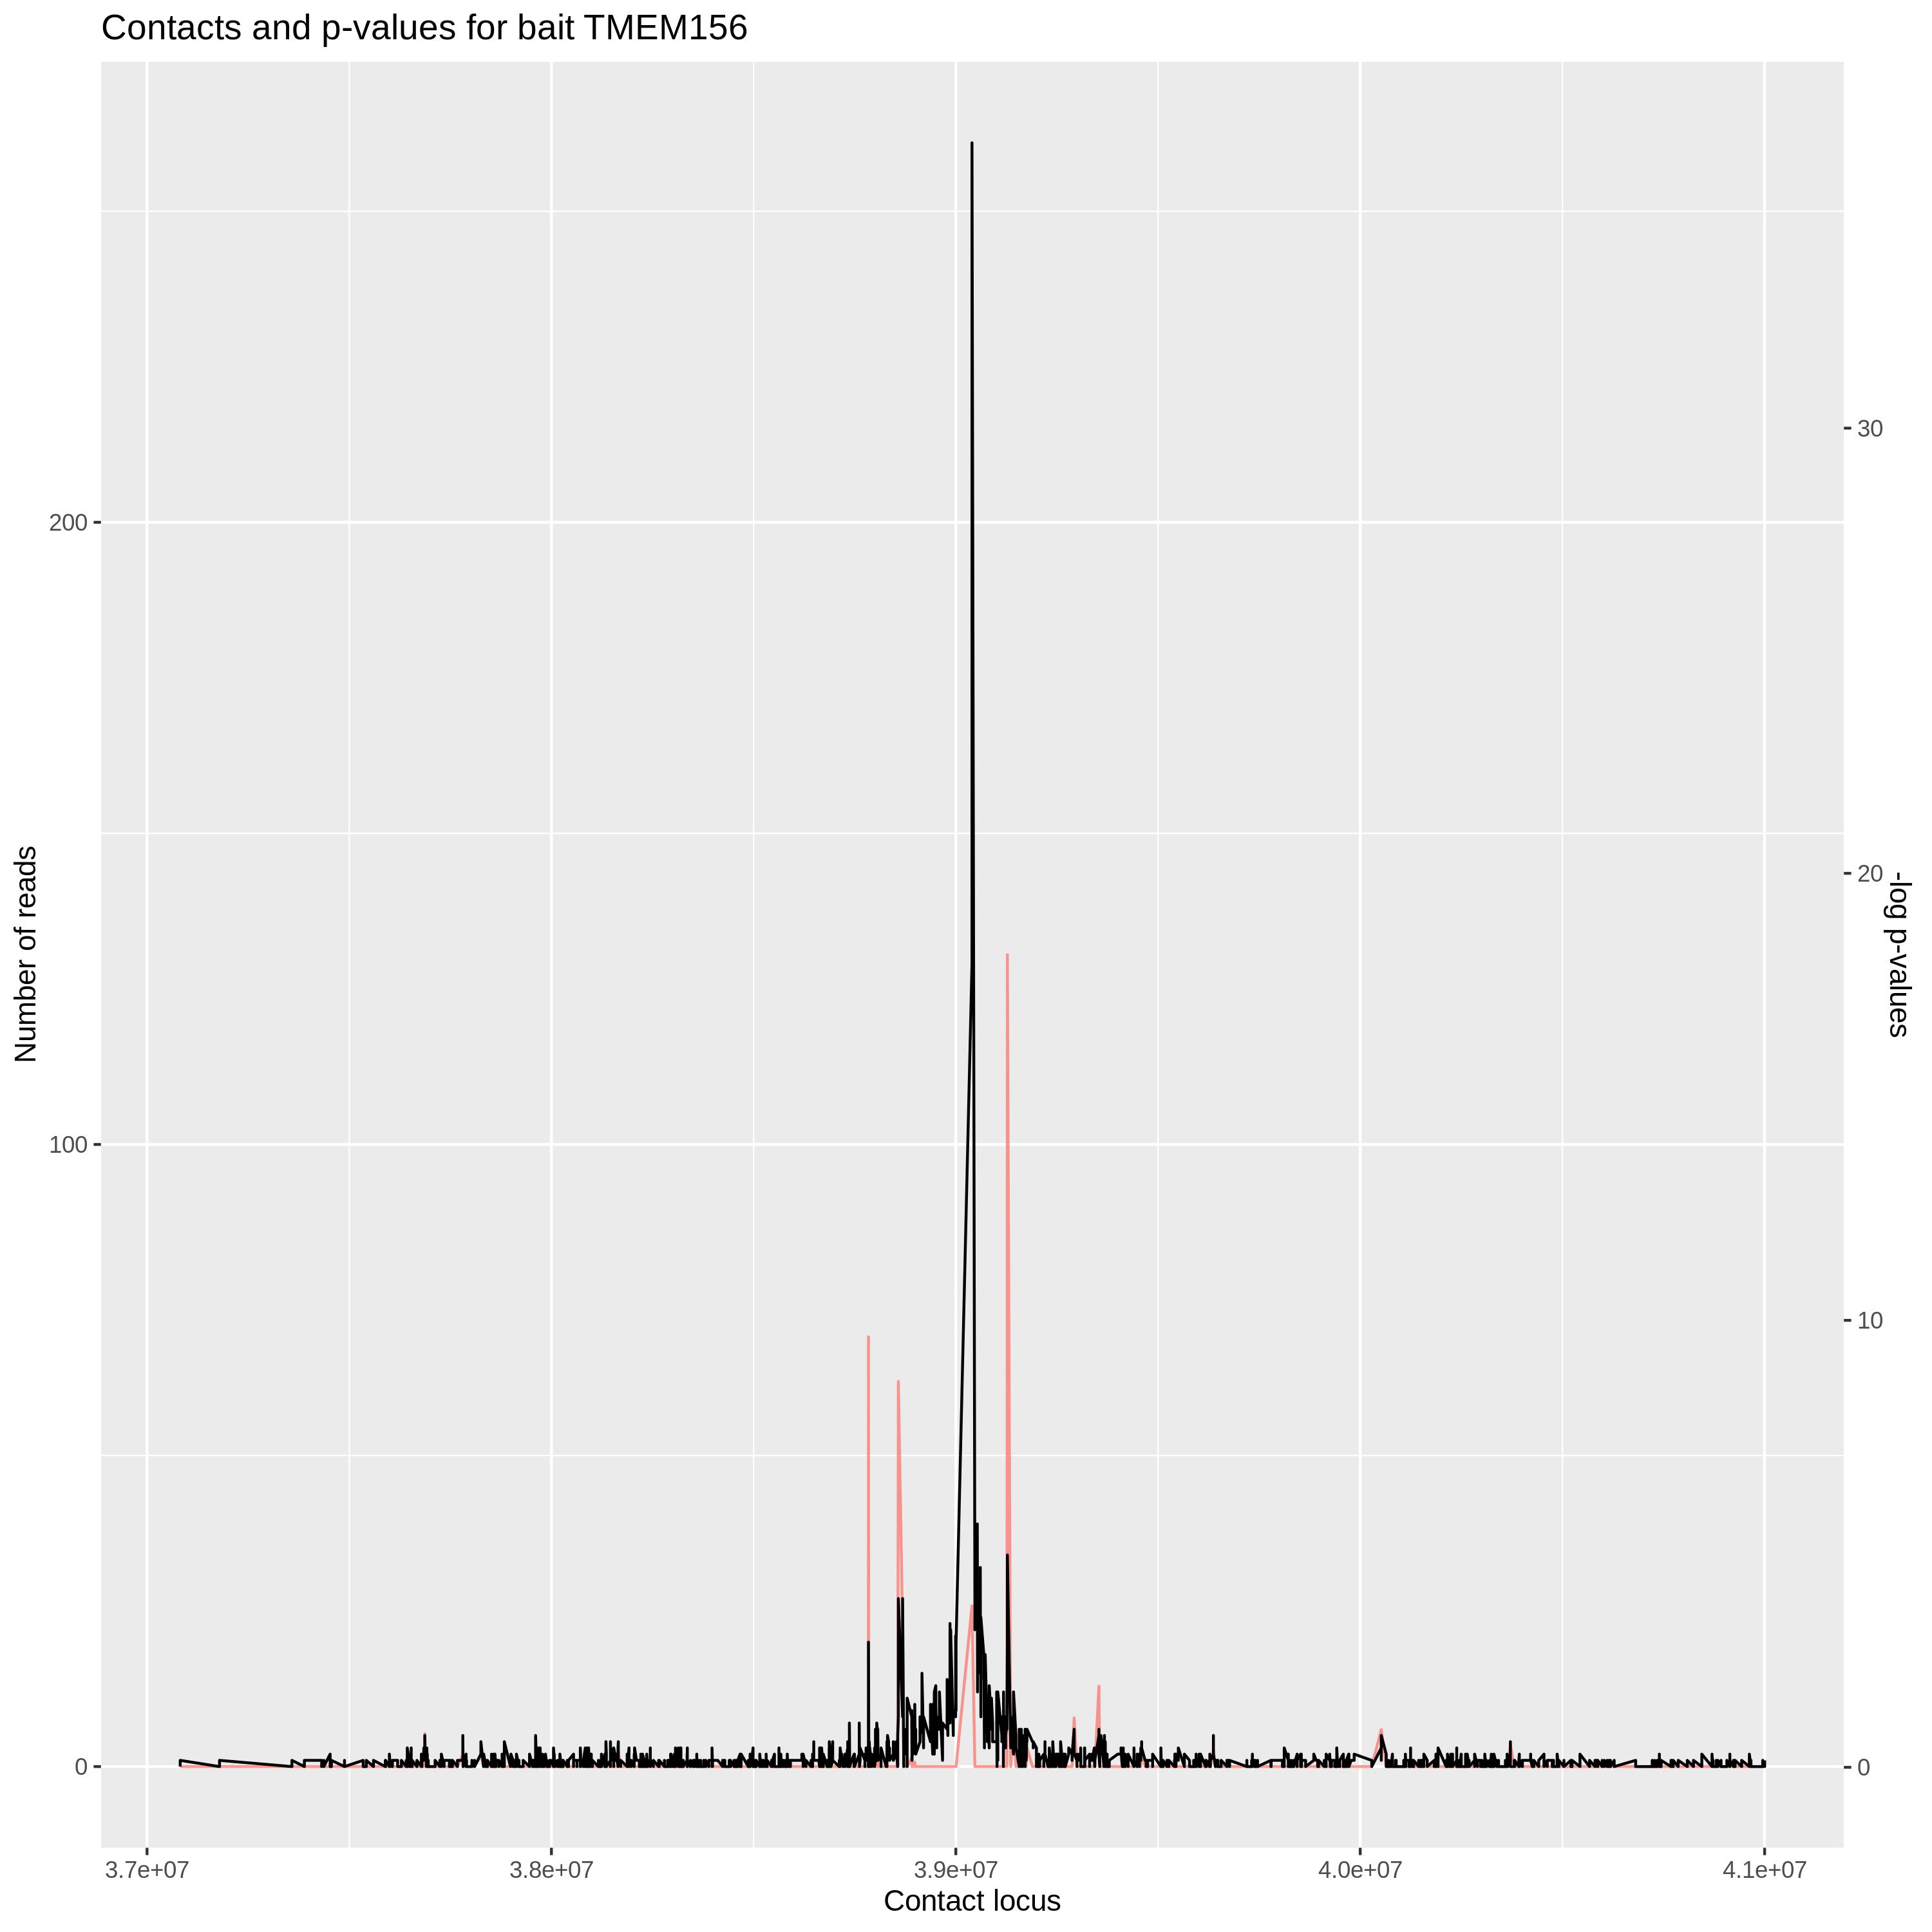 Contacts and p-values for bait TMEM156
Number of reads
200
100
0
30
20
10
0
-log p-values
3.7e+07 3.8e+07 3.9e+07 4.0e+07 4.1e+07
Contact locus